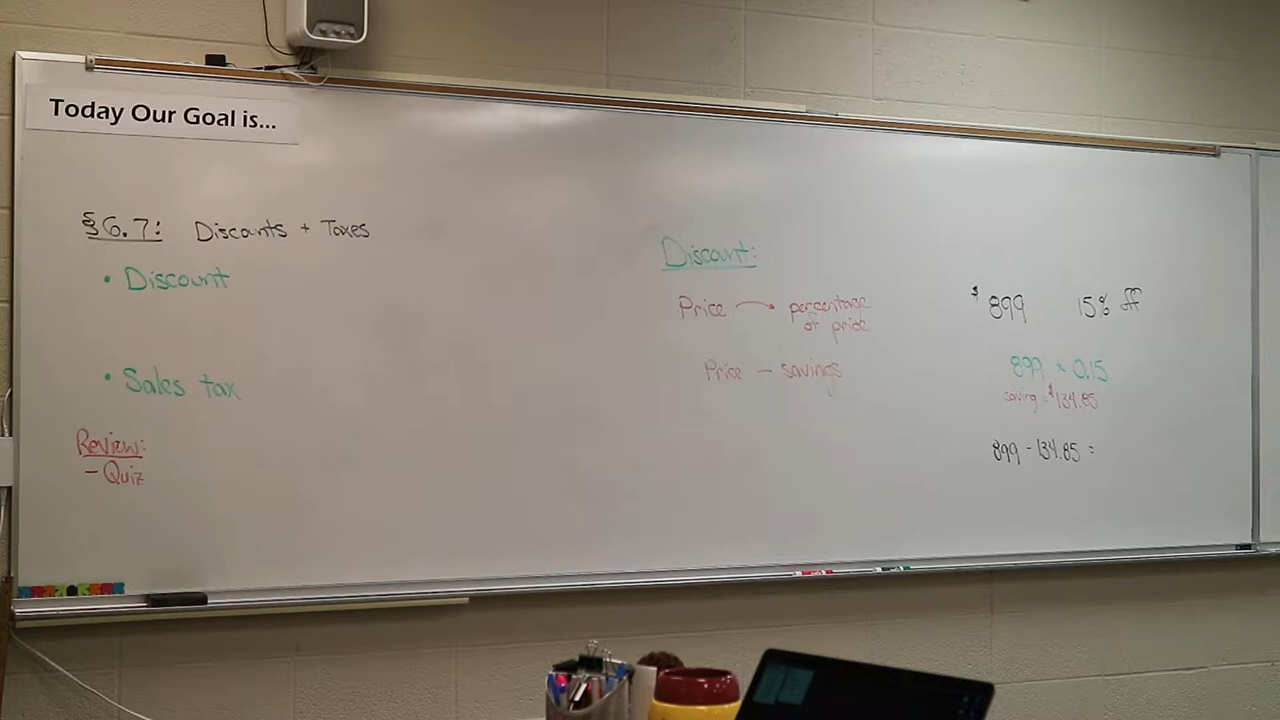 Today Our Goal is...
§6.7: Discounts + Taxes
• Discount
• Sales tax
Review:
- Quiz
Discount:
Price → percentage
of price
Price - savings
$899 15% off
899 × 0.15
saving = $134.85
899 - 134.85 =